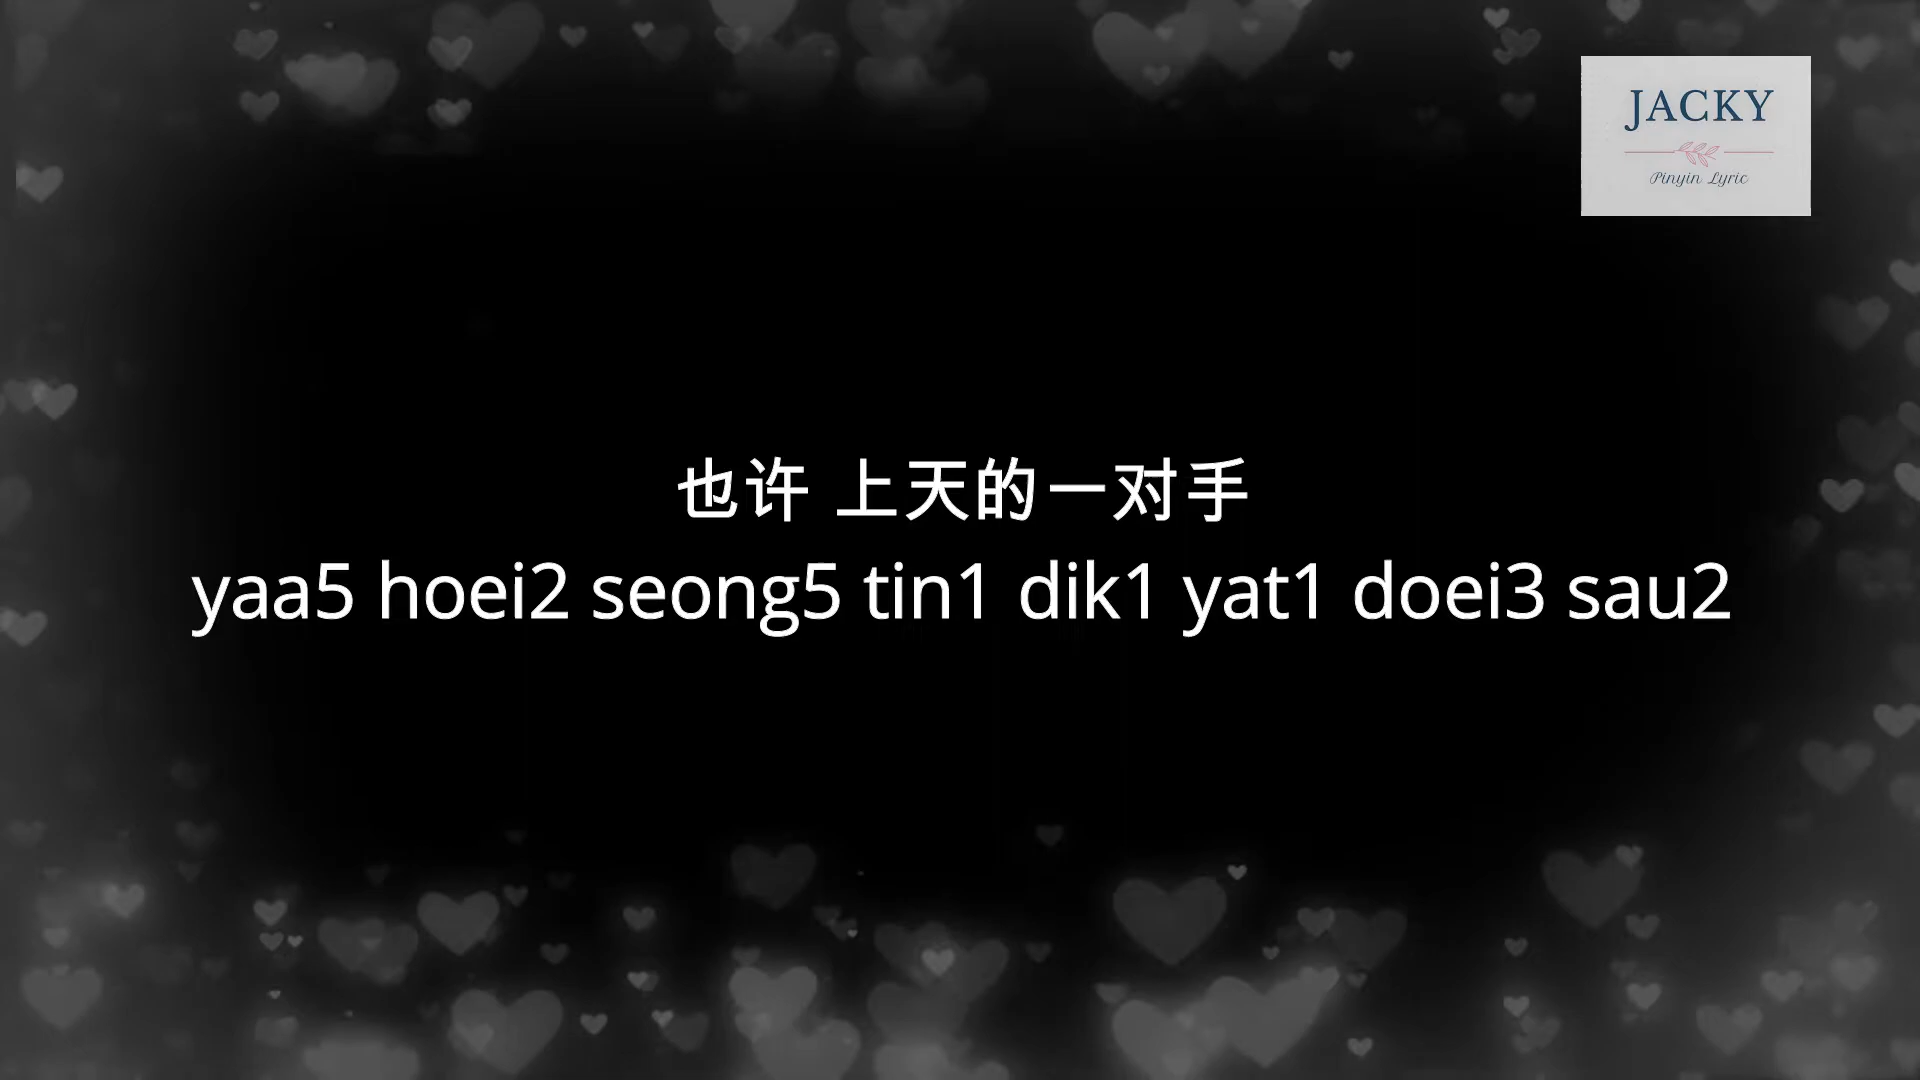 JACKY
Pinyin Lyric
也许 上天的一对手
yaa5 hoei2 seong5 tin1 dik1 yat1 doei3 sau2